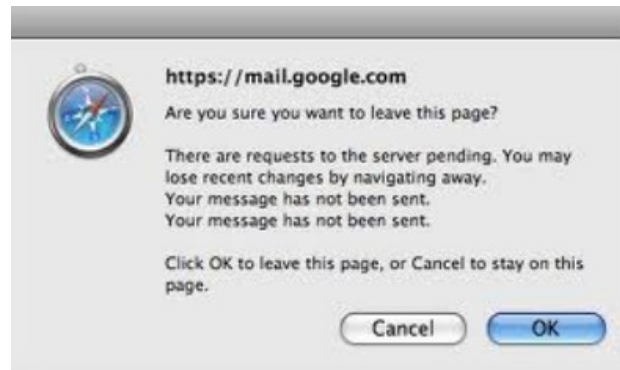 https://mail.google.com
Are you sure you want to leave this page?
There are requests to the server pending. You may
lose recent changes by navigating away.
Your message has not been sent.
Your message has not been sent.
Click OK to leave this page, or Cancel to stay on this
page.
Cancel OK